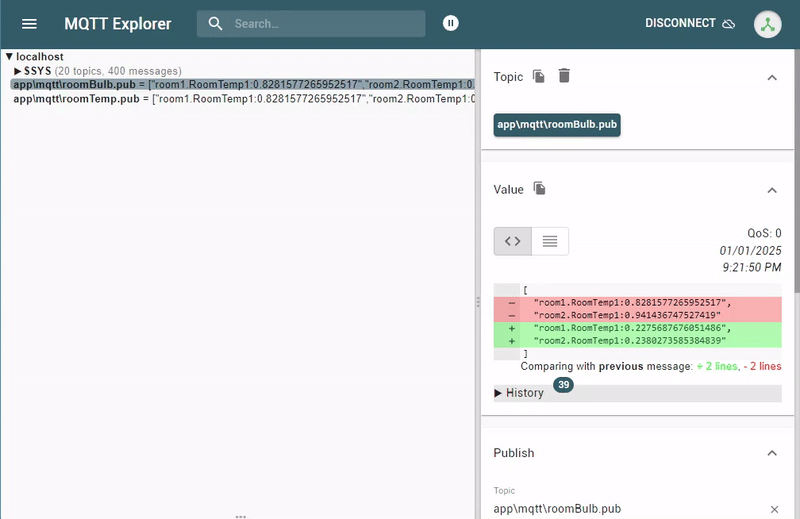 MQTT Explorer
Search...
DISCONNECT
▼ localhost
▶ $SYS (20 topics, 400 messages)
app\mqtt\roomBulb.pub = ["room1.RoomTemp1:0.8281577265952517","room2.RoomTemp1:0.
app\mqtt\roomTemp.pub = ["room1.RoomTemp1:0.8281577265952517","room2.RoomTemp1:0
Topic
app\mqtt\roomBulb.pub
Value
QoS: 0
01/01/2025
9:21:50 PM
[
- "room1.RoomTemp1:0.8281577265952517",
- "room2.RoomTemp1:0.941436747527419"
+ "room1.RoomTemp1:0.2275687676051486",
+ "room2.RoomTemp1:0.2380273585384839"
]
Comparing with previous message: + 2 lines, - 2 lines
▶ History 39
Publish
Topic
app\mqtt\roomBulb.pub